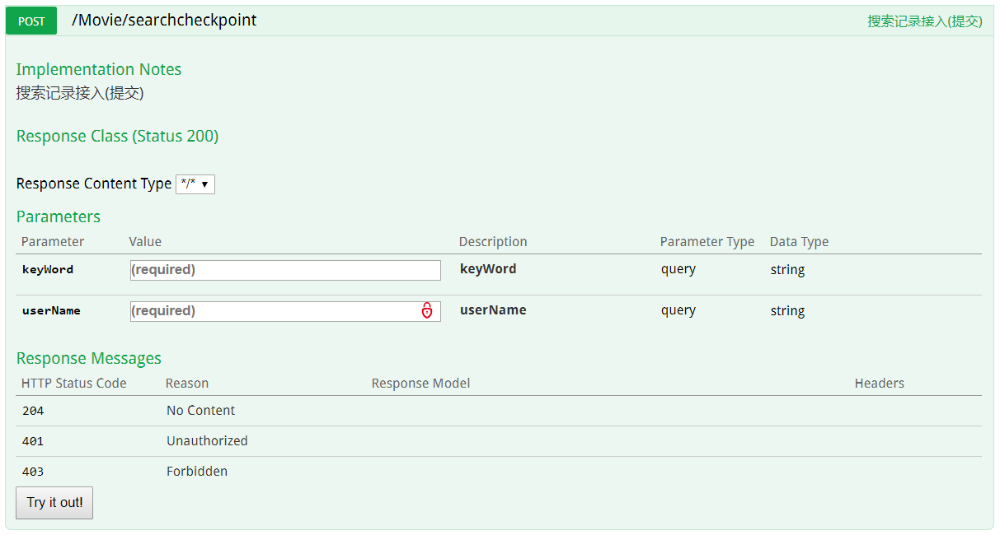 POST /Movie/searchcheckpoint 搜索记录接入(提交)
Implementation Notes
搜索记录接入(提交)
Response Class (Status 200)
Response Content Type */*
Parameters
Parameter Value Description Parameter Type Data Type
keyWord (required) keyWord query string
userName (required) userName query string
Response Messages
HTTP Status Code Reason Response Model Headers
204 No Content
401 Unauthorized
403 Forbidden
Try it out!